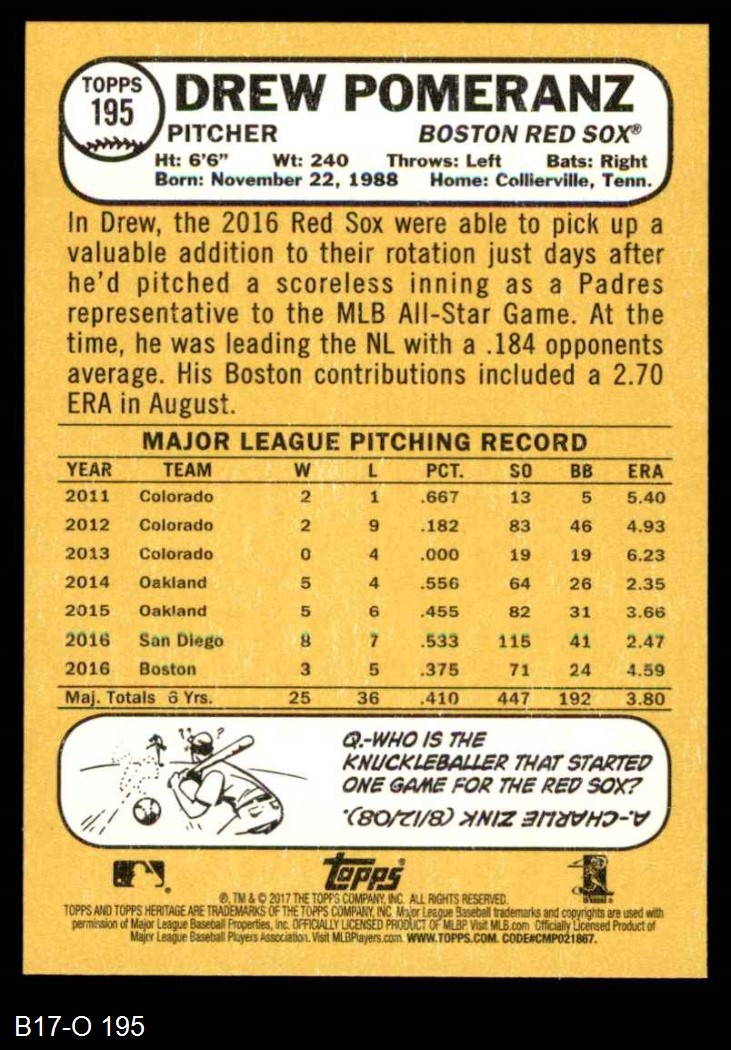 TOPPS
195
DREW POMERANZ
PITCHER BOSTON RED SOX®
Ht: 6'6" Wt: 240 Throws: Left Bats: Right
Born: November 22, 1988 Home: Collierville, Tenn.
In Drew, the 2016 Red Sox were able to pick up a
valuable addition to their rotation just days after
he'd pitched a scoreless inning as a Padres
representative to the MLB All-Star Game. At the
time, he was leading the NL with a .184 opponents
average. His Boston contributions included a 2.70
ERA in August.
MAJOR LEAGUE PITCHING RECORD
YEAR TEAM W L PCT. SO BB ERA
2011 Colorado 2 1 .667 13 5 5.40
2012 Colorado 2 9 .182 83 46 4.93
2013 Colorado 0 4 .000 19 19 6.23
2014 Oakland 5 4 .556 64 26 2.35
2015 Oakland 5 6 .455 82 31 3.66
2016 San Diego 8 7 .533 115 41 2.47
2016 Boston 3 5 .375 71 24 4.59
Maj. Totals 6 Yrs. 25 36 .410 447 192 3.80
Q.-WHO IS THE
KNUCKLEBALLER THAT STARTED
ONE GAME FOR THE RED SOX?
A.-CHARLIE ZINK (8/12/08).
topps®
®, TM & © 2017 THE TOPPS COMPANY, INC. ALL RIGHTS RESERVED.
TOPPS AND TOPPS HERITAGE ARE TRADEMARKS OF THE TOPPS COMPANY, INC. Major League Baseball trademarks and copyrights are used with
permission of Major League Baseball Properties, Inc. OFFICIALLY LICENSED PRODUCT OF MLBP. Visit MLB.com Officially Licensed Product of
Major League Baseball Players Association. Visit MLBPlayers.com. WWW.TOPPS.COM. CODE#CMP021867.
B17-O 195